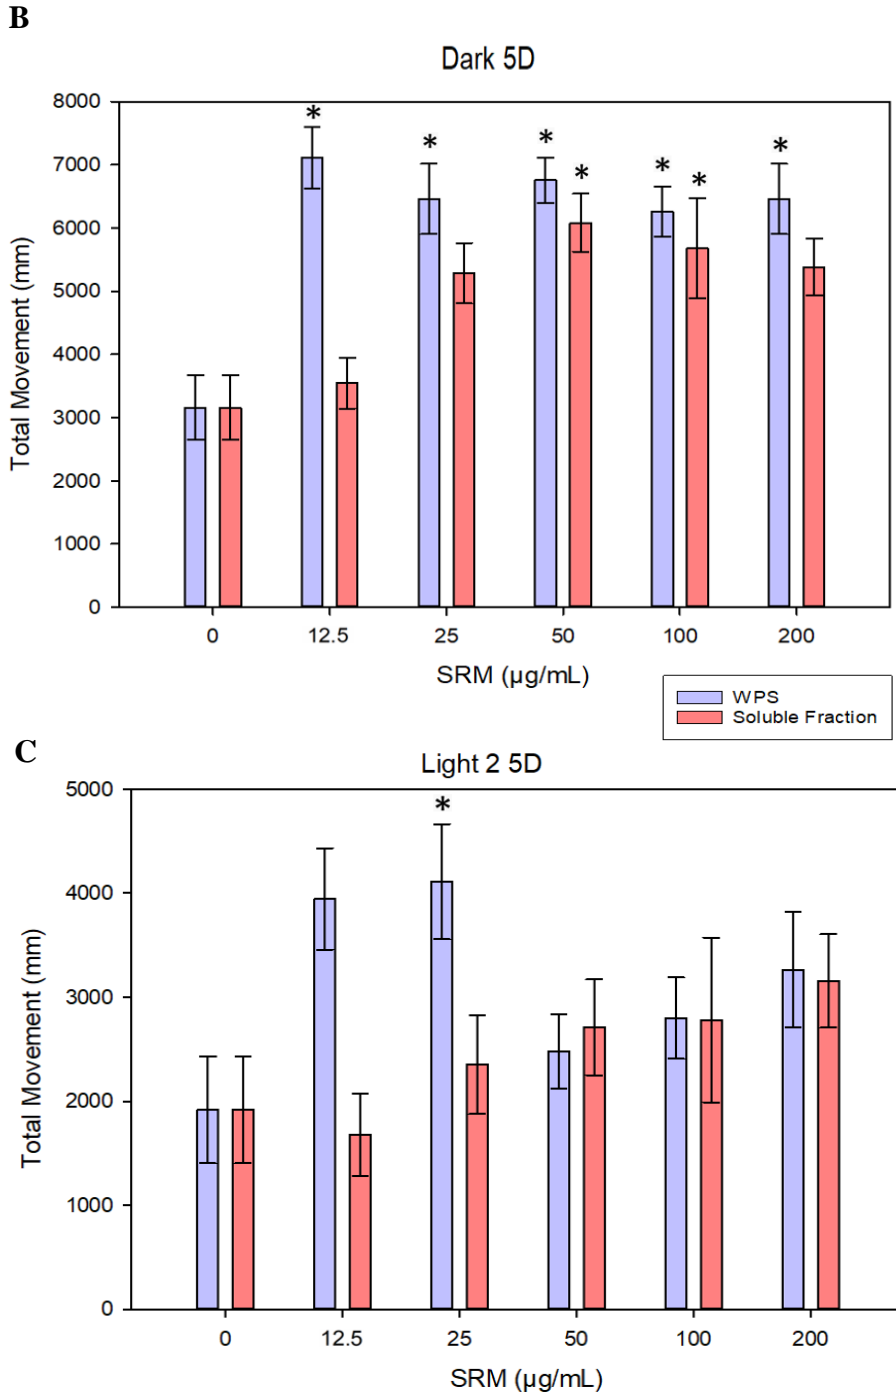 B
Dark 5D
8000
7000
6000
5000
4000
3000
2000
1000
0
Total Movement (mm)
* * * * * * *
0 12.5 25 50 100 200
SRM (µg/mL)
WPS
Soluble Fraction
C
Light 2 5D
5000
4000
3000
2000
1000
0
Total Movement (mm)
*
0 12.5 25 50 100 200
SRM (µg/mL)